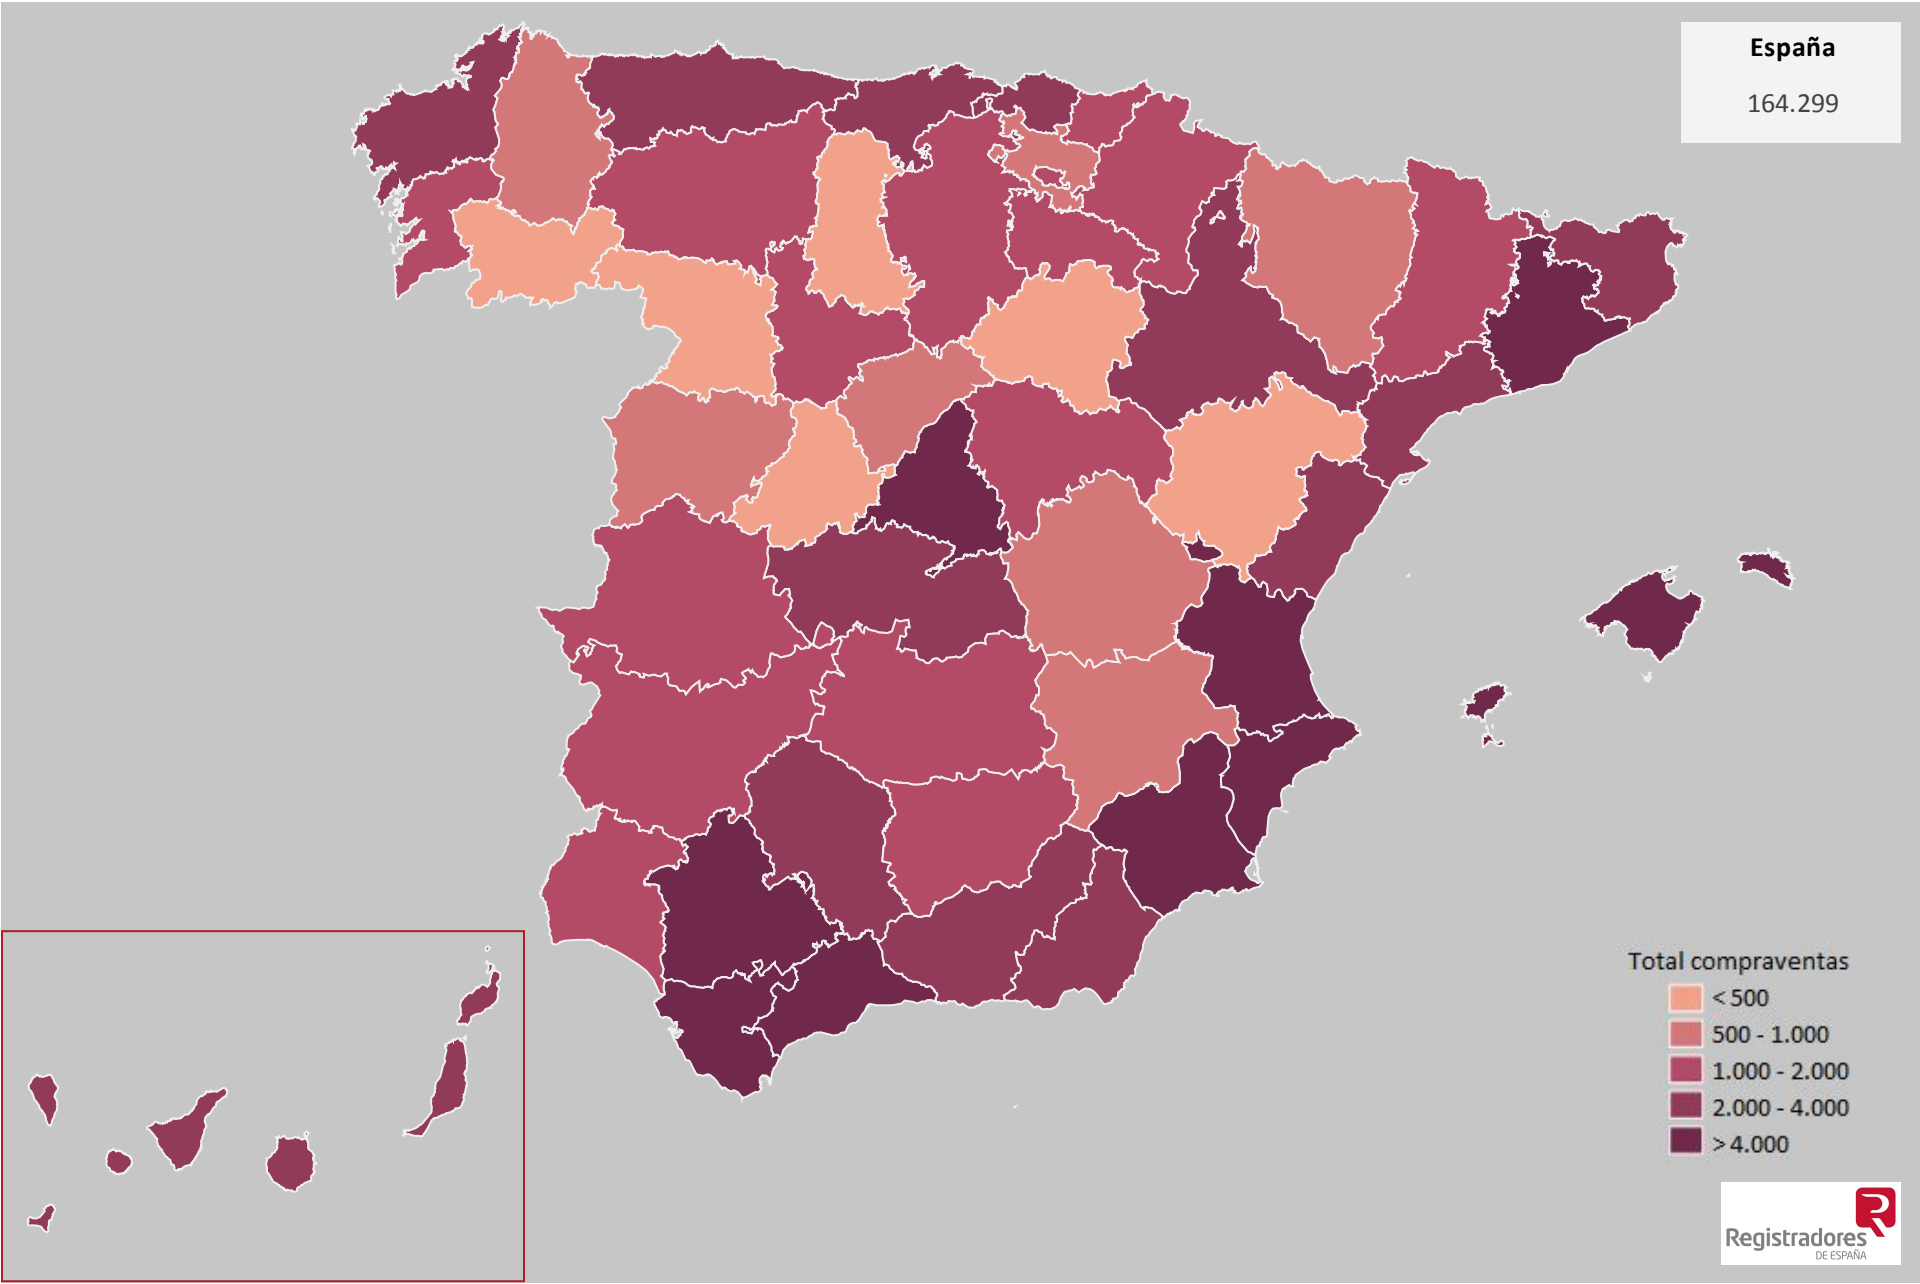 España
164.299
Total compraventas
< 500
500 - 1.000
1.000 - 2.000
2.000 - 4.000
> 4.000
Registradores
DE ESPAÑA